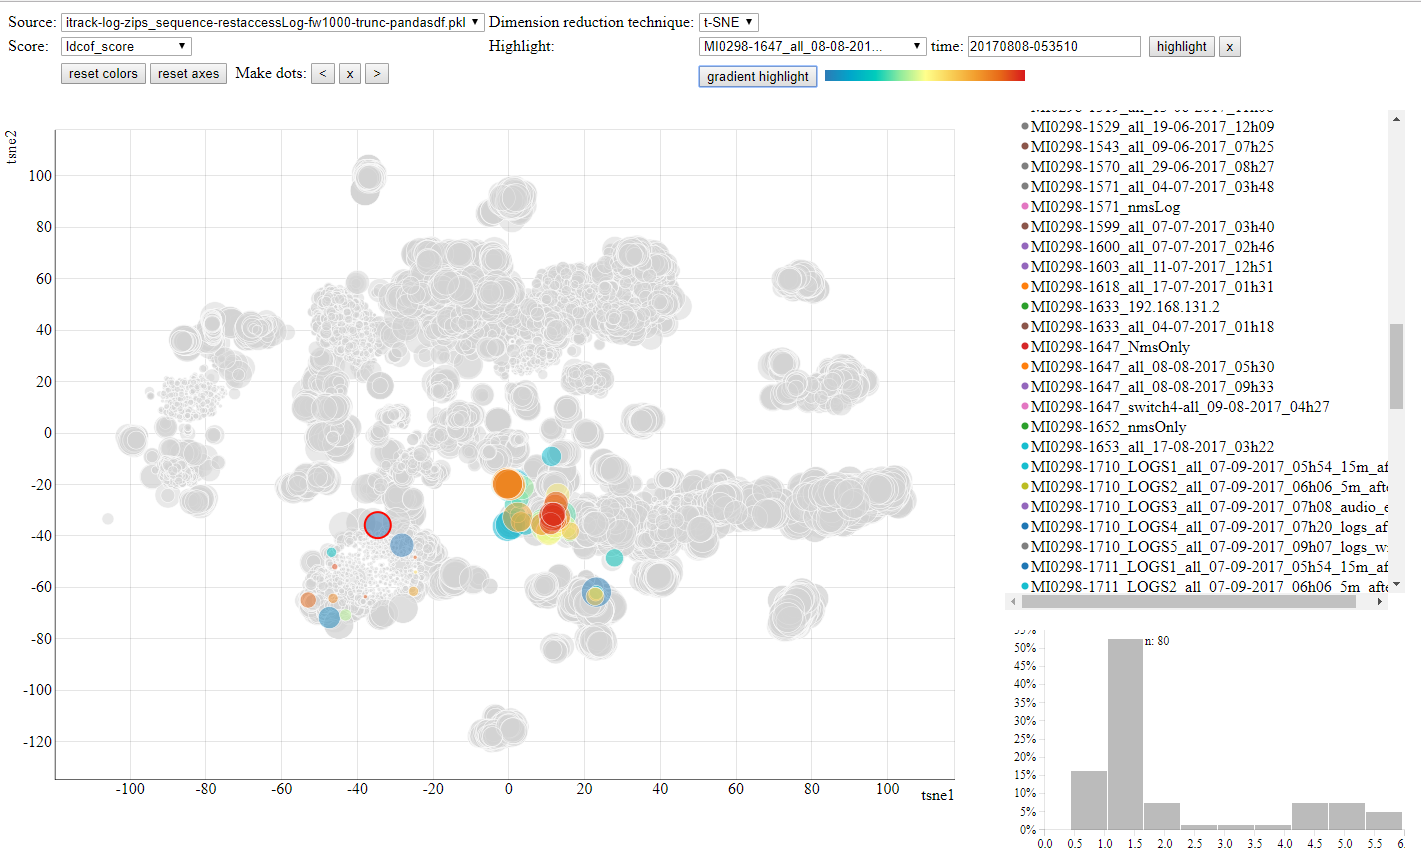 Source: itrack-log-zips_sequence-restaccessLog-fw1000-trunc-pandasdf.pkl Dimension reduction technique: t-SNE
Score: ldcof_score Highlight: MI0298-1647_all_08-08-201... time: 20170808-053510 highlight x
reset colors reset axes Make dots: < x > gradient highlight
tsne2
100
80
60
40
20
0
-20
-40
-60
-80
-100
-120
-100 -80 -60 -40 -20 0 20 40 60 80 100
tsne1
MI0298-1529_all_19-06-2017_12h09
MI0298-1543_all_09-06-2017_07h25
MI0298-1570_all_29-06-2017_08h27
MI0298-1571_all_04-07-2017_03h48
MI0298-1571_nmsLog
MI0298-1599_all_07-07-2017_03h40
MI0298-1600_all_07-07-2017_02h46
MI0298-1603_all_11-07-2017_12h51
MI0298-1618_all_17-07-2017_01h31
MI0298-1633_192.168.131.2
MI0298-1633_all_04-07-2017_01h18
MI0298-1647_NmsOnly
MI0298-1647_all_08-08-2017_05h30
MI0298-1647_all_08-08-2017_09h33
MI0298-1647_switch4-all_09-08-2017_04h27
MI0298-1652_nmsOnly
MI0298-1653_all_17-08-2017_03h22
MI0298-1710_LOGS1_all_07-09-2017_05h54_15m_af
MI0298-1710_LOGS2_all_07-09-2017_06h06_5m_afte
MI0298-1710_LOGS3_all_07-09-2017_07h08_audio_e
MI0298-1710_LOGS4_all_07-09-2017_07h20_logs_af
MI0298-1710_LOGS5_all_07-09-2017_09h07_logs_w
MI0298-1711_LOGS1_all_07-09-2017_05h54_15m_af
MI0298-1711_LOGS2_all_07-09-2017_06h06_5m_afte
55%
50%
45%
40%
35%
30%
25%
20%
15%
10%
5%
0%
n: 80
0.0 0.5 1.0 1.5 2.0 2.5 3.0 3.5 4.0 4.5 5.0 5.5 6.